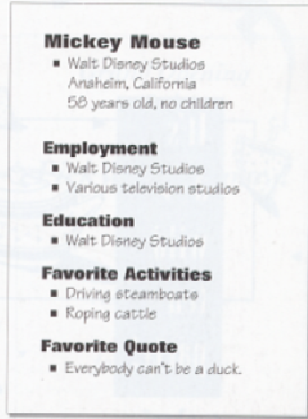 Mickey Mouse
▪ Walt Disney Studios
Anaheim, California
58 years old, no children
Employment
▪ Walt Disney Studios
▪ Various television studios
Education
▪ Walt Disney Studios
Favorite Activities
▪ Driving steamboats
▪ Roping cattle
Favorite Quote
▪ Everybody can't be a duck.